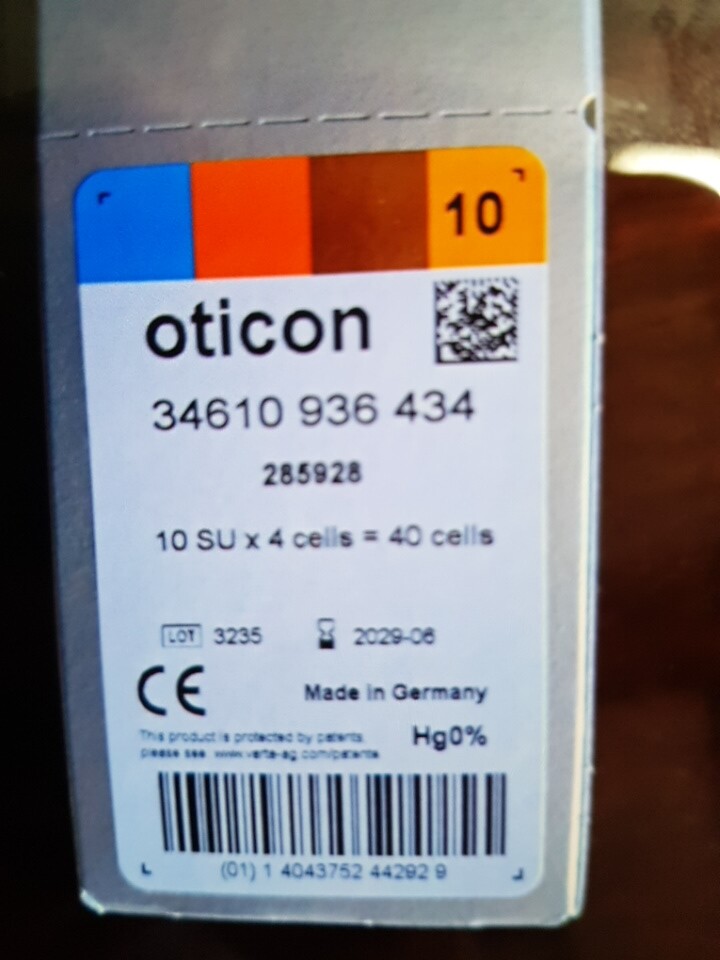 10
oticon
34610 936 434
285928
10 SU x 4 cells = 40 cells
LOT 3235 2029-06
CE
Made in Germany
This product is protected by patents,
please see www.varta-ag.com/patents
Hg0%
(01) 1 4043752 44292 9